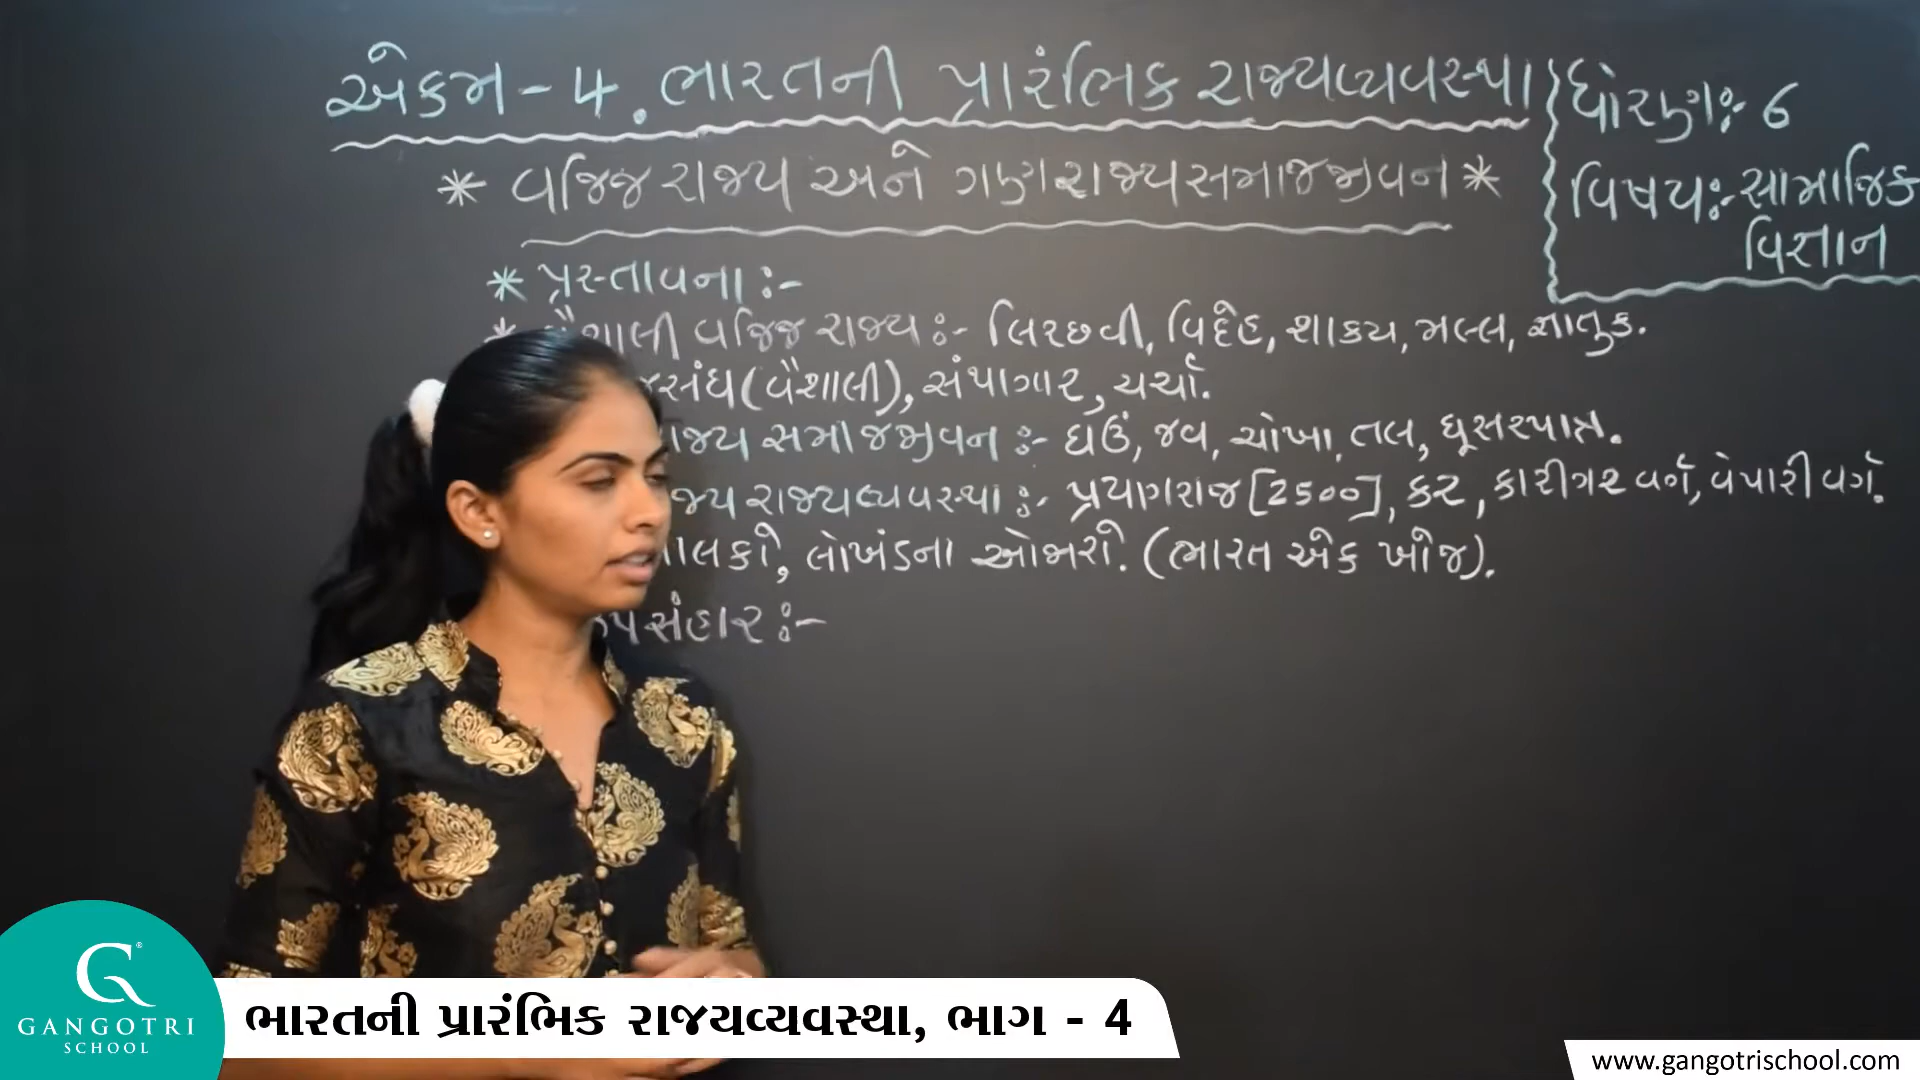 એકમ - 4. ભારતની પ્રારંભિક રાજ્યવ્યવસ્થા
ધોરણ:- 6
વિષય:- સામાજિક
વિજ્ઞાન
* વજ્જિ રાજ્ય અને ગણરાજ્ય સમાજજીવન *
* પ્રસ્તાવના :-
* વૈશાલી વજ્જિ રાજ્ય :- લિચ્છવી, વિદેહ, શાક્ય, મલ્લ, જ્ઞાતૃક.
સંઘ (વૈશાલી), સંથાગાર, ચર્ચા.
સમાજજીવન :- ઘઉં, જવ, ચોખા, તલ, ધૂસરપાત્ર.
રાજ્યવ્યવસ્થા :- પ્રયાગરાજ [2500], કર, કારીગર વર્ગ, વેપારી વર્ગ.
લોખંડના ઓજારો. (ભારત એક ખોજ).
ઉપસંહાર :-
GANGOTRI
SCHOOL
ભારતની પ્રારંભિક રાજયવ્યવસ્થા, ભાગ - 4
www.gangotrischool.com